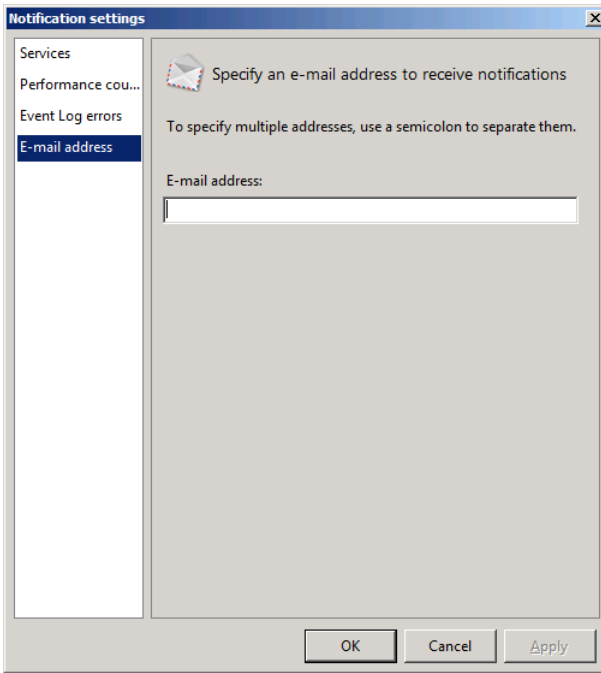 Notification settings
Services
Performance cou...
Event Log errors
E-mail address
Specify an e-mail address to receive notifications
To specify multiple addresses, use a semicolon to separate them.
E-mail address:
OK
Cancel
Apply